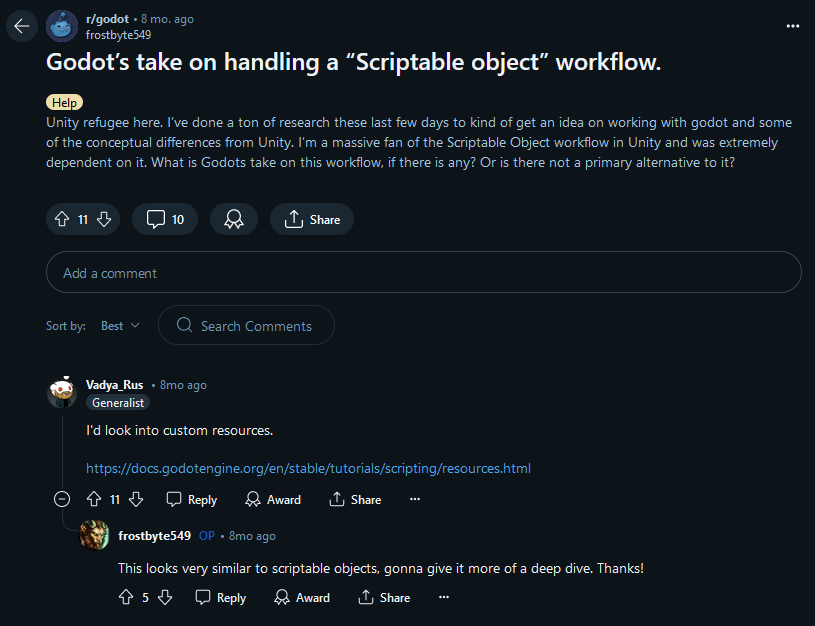 r/godot • 8 mo. ago
frostbyte549
Godot’s take on handling a “Scriptable object” workflow.
Help
Unity refugee here. I’ve done a ton of research these last few days to kind of get an idea on working with godot and some
of the conceptual differences from Unity. I’m a massive fan of the Scriptable Object workflow in Unity and was extremely
dependent on it. What is Godots take on this workflow, if there is any? Or is there not a primary alternative to it?
11 10 Share
Add a comment
Sort by: Best Search Comments
Vadya_Rus • 8mo ago
Generalist
I'd look into custom resources.
https://docs.godotengine.org/en/stable/tutorials/scripting/resources.html
11 Reply Award Share
frostbyte549 OP • 8mo ago
This looks very similar to scriptable objects, gonna give it more of a deep dive. Thanks!
5 Reply Award Share